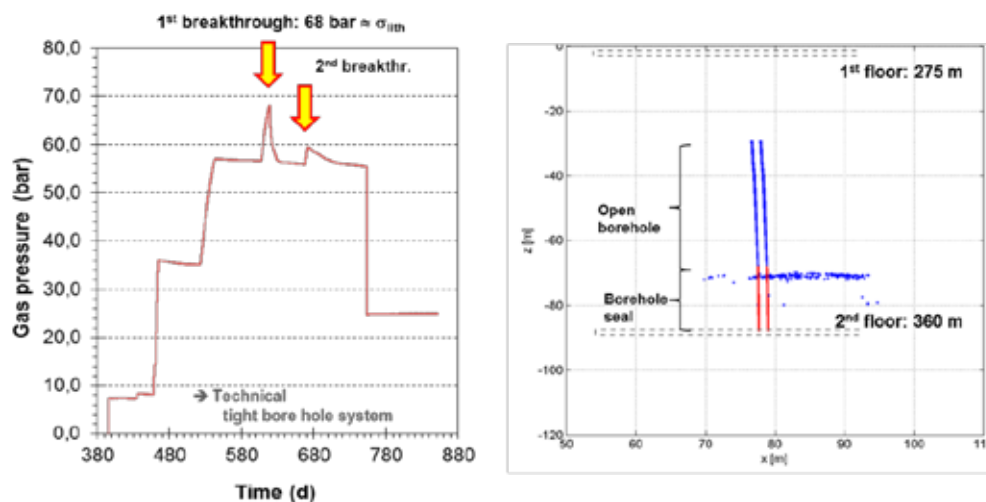 1st breakthrough: 68 bar ≈ σlith
2nd breakthr.
80,0
70,0
60,0
50,0
40,0
30,0
20,0
10,0
0,0
Gas pressure (bar)
→ Technical
tight bore hole system
380 480 580 680 780 880
Time (d)
1st floor: 275 m
Open
borehole
Borehole
seal
2nd floor: 360 m
0
-20
-40
-60
-80
-100
-120
z [m]
50 60 70 80 90 100 110
x [m]